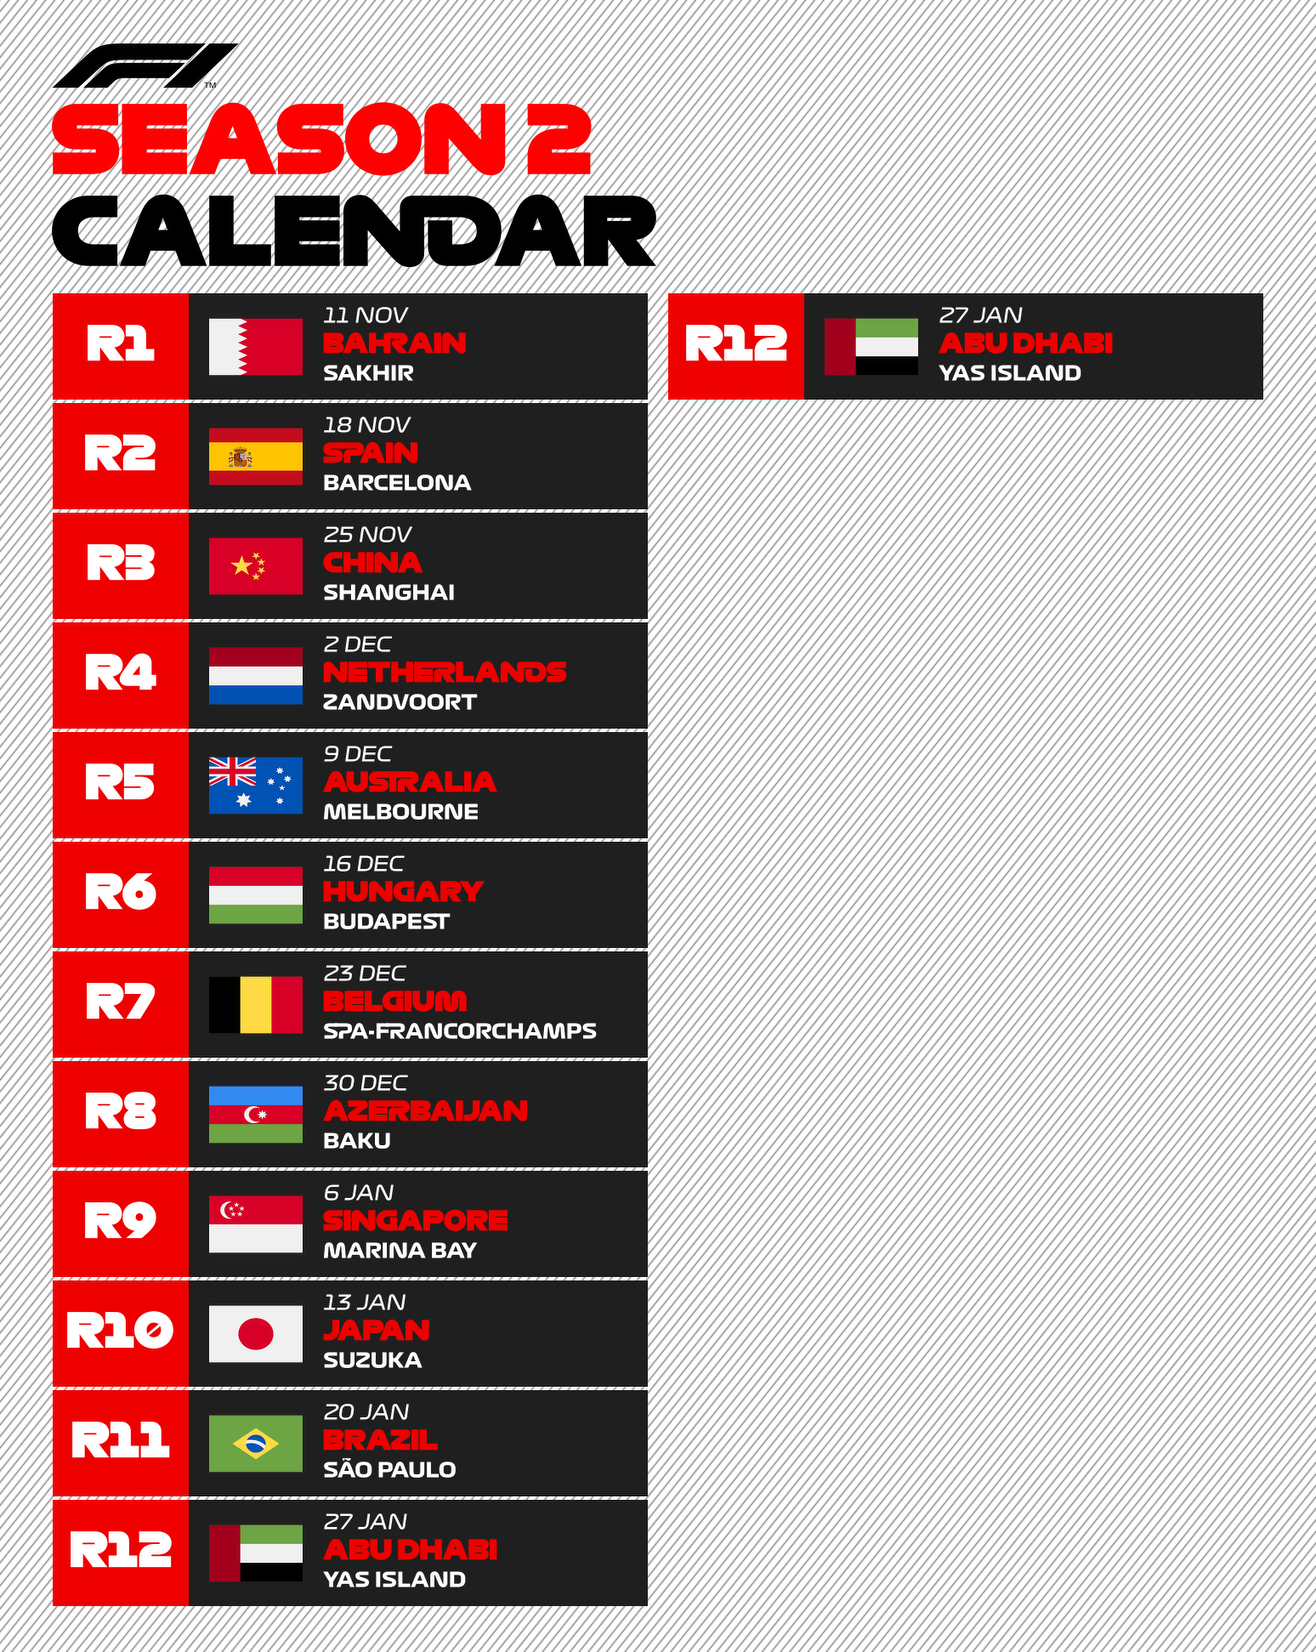 F1
TM
SEASON 2
CALENDAR
R1
11 NOV
BAHRAIN
SAKHIR
R2
18 NOV
SPAIN
BARCELONA
R3
25 NOV
CHINA
SHANGHAI
R4
2 DEC
NETHERLANDS
ZANDVOORT
R5
9 DEC
AUSTRALIA
MELBOURNE
R6
16 DEC
HUNGARY
BUDAPEST
R7
23 DEC
BELGIUM
SPA-FRANCORCHAMPS
R8
30 DEC
AZERBAIJAN
BAKU
R9
6 JAN
SINGAPORE
MARINA BAY
R10
13 JAN
JAPAN
SUZUKA
R11
20 JAN
BRAZIL
SÃO PAULO
R12
27 JAN
ABU DHABI
YAS ISLAND
R12
27 JAN
ABU DHABI
YAS ISLAND